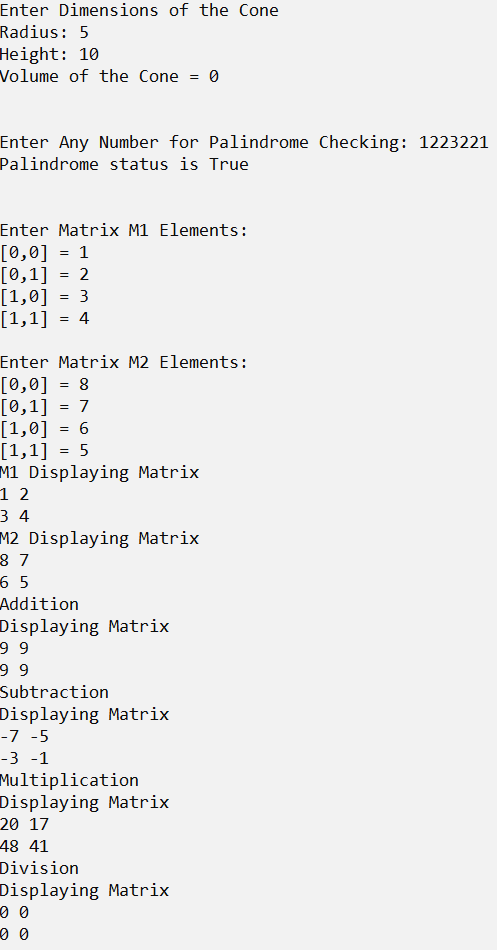 Enter Dimensions of the Cone
Radius: 5
Height: 10
Volume of the Cone = 0
Enter Any Number for Palindrome Checking: 1223221
Palindrome status is True
Enter Matrix M1 Elements:
[0,0] = 1
[0,1] = 2
[1,0] = 3
[1,1] = 4
Enter Matrix M2 Elements:
[0,0] = 8
[0,1] = 7
[1,0] = 6
[1,1] = 5
M1 Displaying Matrix
1 2
3 4
M2 Displaying Matrix
8 7
6 5
Addition
Displaying Matrix
9 9
9 9
Subtraction
Displaying Matrix
-7 -5
-3 -1
Multiplication
Displaying Matrix
20 17
48 41
Division
Displaying Matrix
0 0
0 0